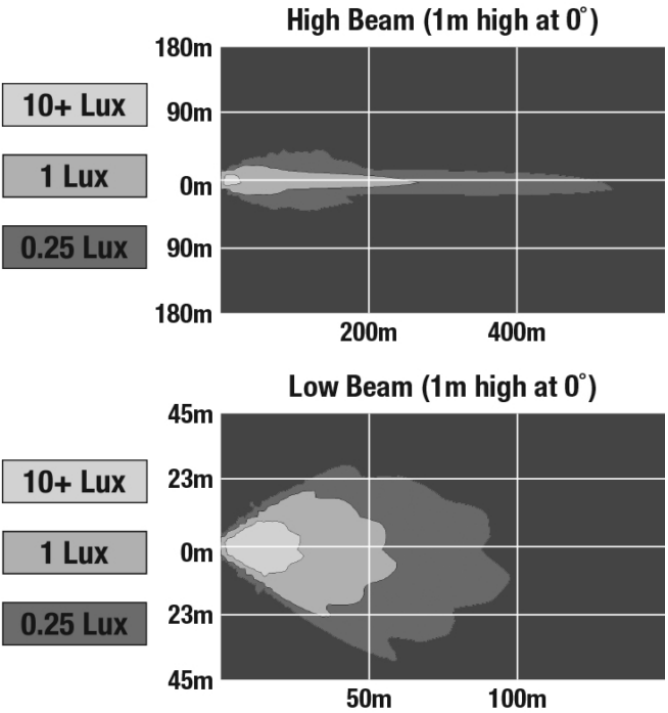 High Beam (1m high at 0˚)
180m
10+ Lux
90m
1 Lux
0m
0.25 Lux
90m
180m
200m 400m
Low Beam (1m high at 0˚)
45m
10+ Lux
23m
1 Lux
0m
0.25 Lux
23m
45m
50m 100m